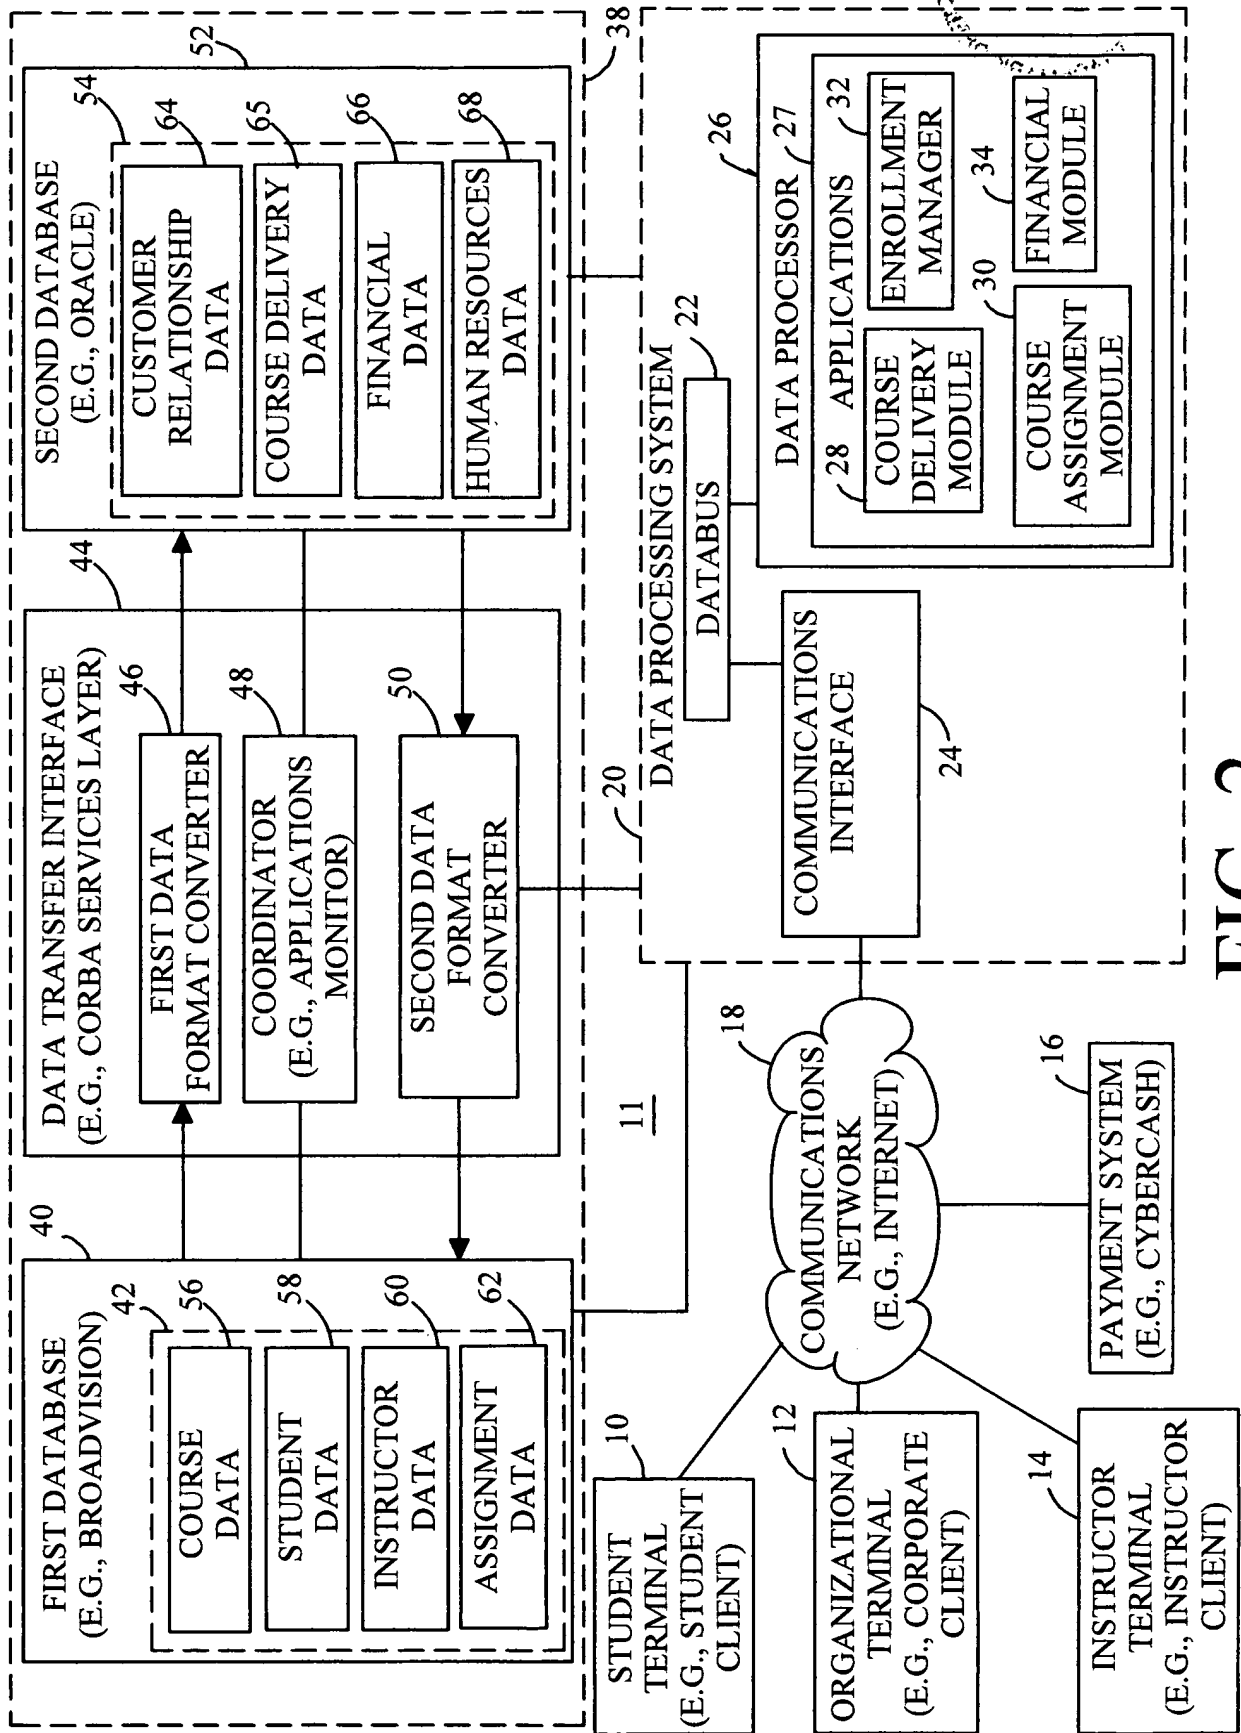 FIRST DATABASE
(E.G., BROADVISION)
40
42
COURSE
DATA
56
STUDENT
DATA
58
INSTRUCTOR
DATA
60
ASSIGNMENT
DATA
62
DATA TRANSFER INTERFACE
(E.G., CORBA SERVICES LAYER)
44
FIRST DATA
FORMAT CONVERTER
46
COORDINATOR
(E.G., APPLICATIONS
MONITOR)
48
SECOND DATA
FORMAT
CONVERTER
50
SECOND DATABASE
(E.G., ORACLE)
54
52
CUSTOMER
RELATIONSHIP
DATA
64
COURSE DELIVERY
DATA
65
FINANCIAL
DATA
66
HUMAN RESOURCES
DATA
68
38
11
STUDENT
TERMINAL
(E.G., STUDENT
CLIENT)
10
ORGANIZATIONAL
TERMINAL
(E.G., CORPORATE
CLIENT)
12
INSTRUCTOR
TERMINAL
(E.G., INSTRUCTOR
CLIENT)
14
COMMUNICATIONS
NETWORK
(E.G., INTERNET)
18
PAYMENT SYSTEM
(E.G., CYBERCASH)
16
20
DATA PROCESSING SYSTEM
DATABUS
22
COMMUNICATIONS
INTERFACE
24
DATA PROCESSOR
26
27
APPLICATIONS
28
COURSE
DELIVERY
MODULE
32
ENROLLMENT
MANAGER
30
COURSE
ASSIGNMENT
MODULE
34
FINANCIAL
MODULE
FIG. 2